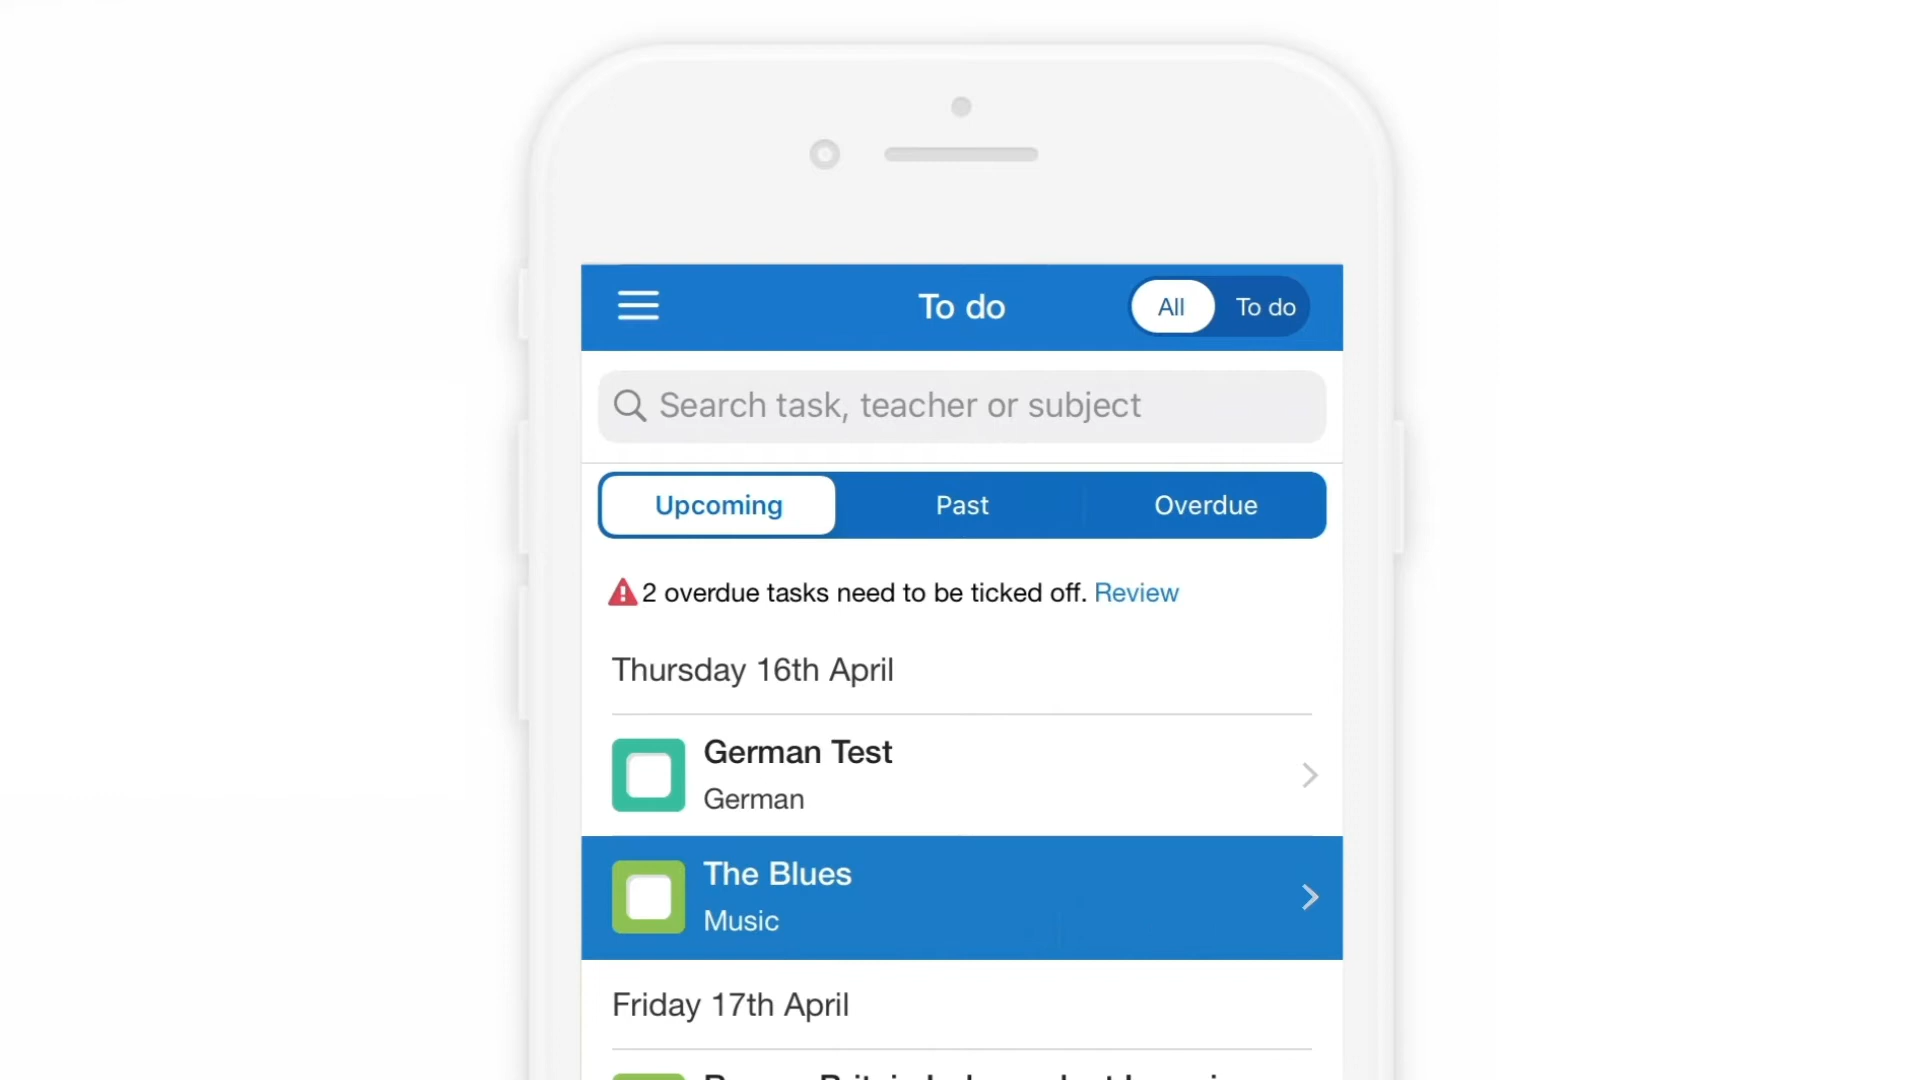 To do
All
To do
Search task, teacher or subject
Upcoming
Past
Overdue
2 overdue tasks need to be ticked off. Review
Thursday 16th April
German Test
German
The Blues
Music
Friday 17th April